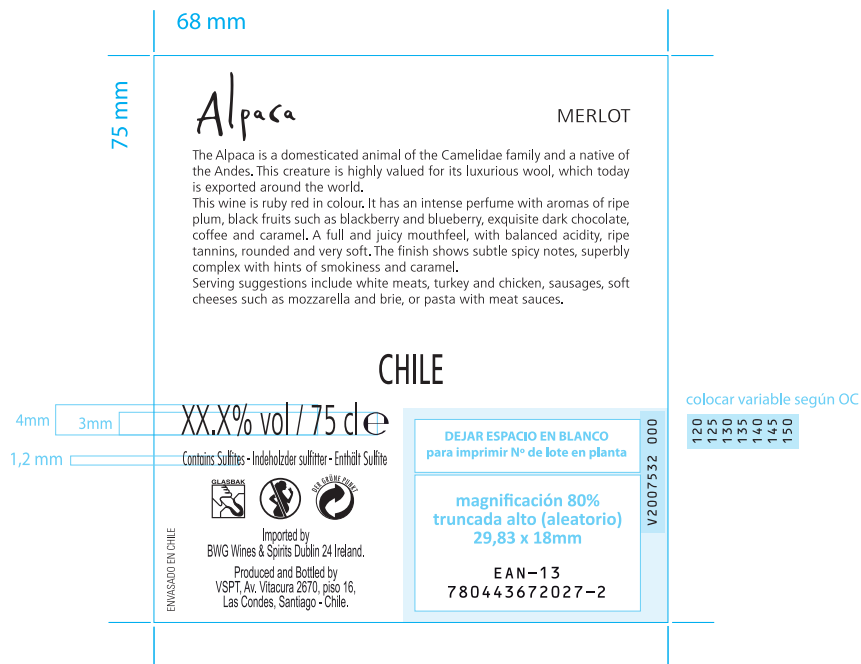 68 mm
75 mm
Alpaca
MERLOT
The Alpaca is a domesticated animal of the Camelidae family and a native of
the Andes. This creature is highly valued for its luxurious wool, which today
is exported around the world.
This wine is ruby red in colour. It has an intense perfume with aromas of ripe
plum, black fruits such as blackberry and blueberry, exquisite dark chocolate,
coffee and caramel. A full and juicy mouthfeel, with balanced acidity, ripe
tannins, rounded and very soft. The finish shows subtle spicy notes, superbly
complex with hints of smokiness and caramel.
Serving suggestions include white meats, turkey and chicken, sausages, soft
cheeses such as mozzarella and brie, or pasta with meat sauces.
CHILE
4mm
3mm
XX.X% vol / 75 cl e
1,2 mm
Contains Sulfites - Indeholzder sulfitter - Enthält Sulfite
GLASBAK
DER GRÜNE PUNKT
Imported by
BWG Wines & Spirits Dublin 24 Ireland.
Produced and Bottled by
VSPT, Av. Vitacura 2670, piso 16,
Las Condes, Santiago - Chile.
ENVASADO EN CHILE
DEJAR ESPACIO EN BLANCO
para imprimir Nº de lote en planta
magnificación 80%
truncada alto (aleatorio)
29,83 x 18mm
EAN-13
780443672027-2
V2007532 000
colocar variable según OC
120
125
130
135
140
145
150